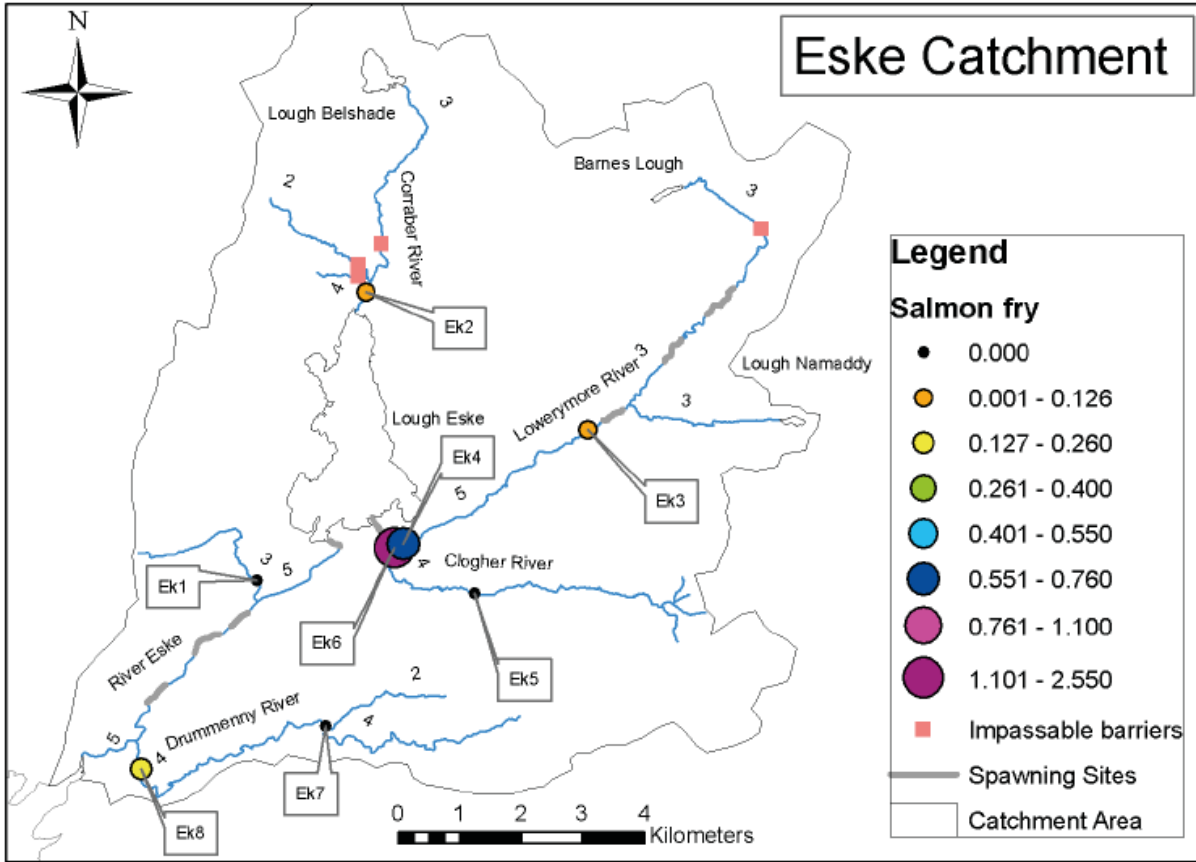 N
Eske Catchment
Lough Belshade
3
Barnes Lough
2
3
Corraber River
4
Ek2
Legend
Salmon fry
0.000
0.001 - 0.126
0.127 - 0.260
0.261 - 0.400
0.401 - 0.550
0.551 - 0.760
0.761 - 1.100
1.101 - 2.550
Impassable barriers
Spawning Sites
Catchment Area
3
Lough Namaddy
Lowerymore River
3
Lough Eske
Ek4
Ek3
5
3
5
4
Clogher River
Ek1
Ek6
Ek5
River Eske
2
Drummenny River
4
5
4
Ek7
Ek8
0 1 2 3 4
Kilometers